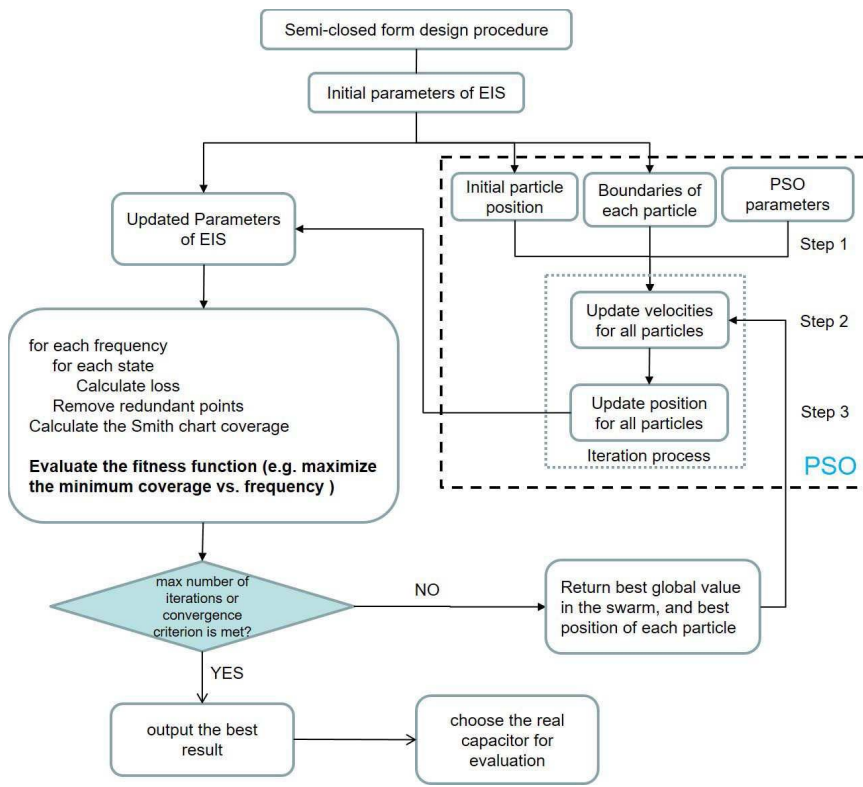 Semi-closed form design procedure
Initial parameters of EIS
Initial particle
position
Boundaries of
each particle
PSO
parameters
Step 1
Updated Parameters
of EIS
Update velocities
for all particles
Step 2
Update position
for all particles
Step 3
Iteration process
PSO
for each frequency
for each state
Calculate loss
Remove redundant points
Calculate the Smith chart coverage
Evaluate the fitness function (e.g. maximize
the minimum coverage vs. frequency )
max number of
iterations or
convergence
criterion is met?
NO
Return best global value
in the swarm, and best
position of each particle
YES
output the best
result
choose the real
capacitor for
evaluation